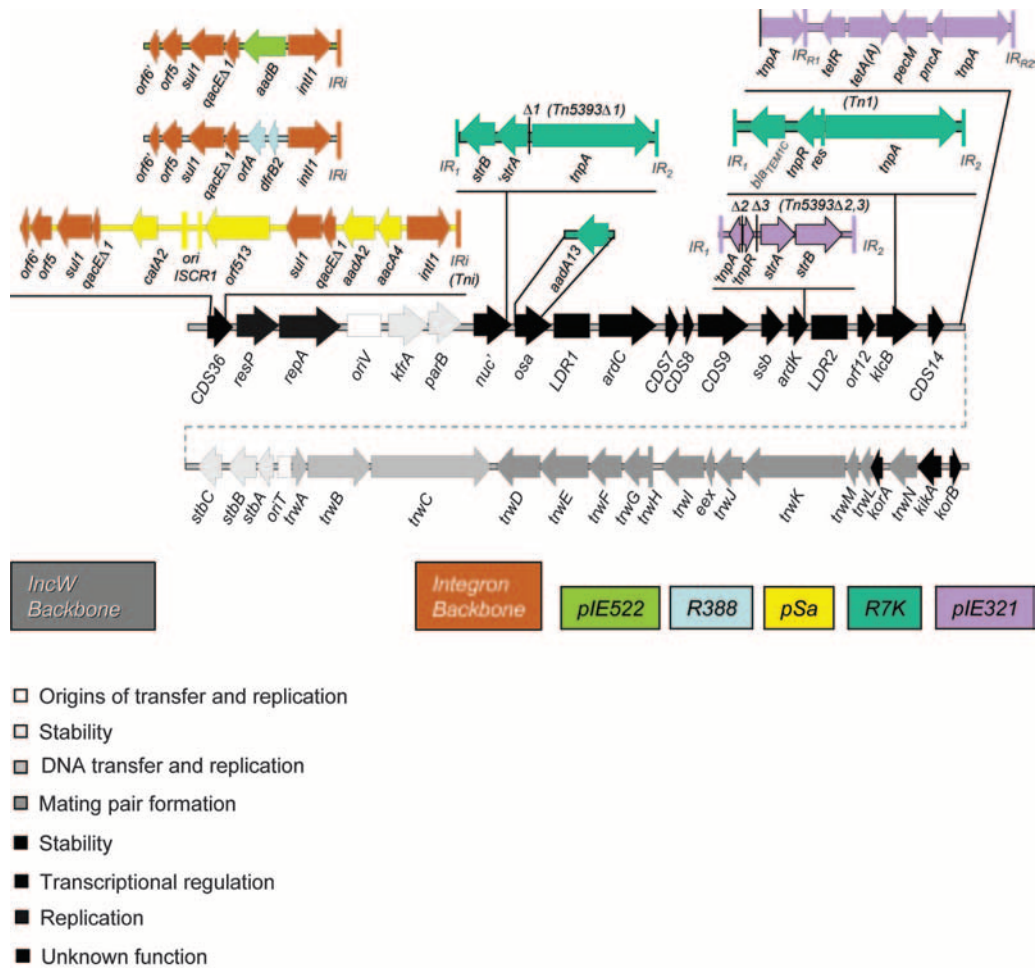 orf6' orf5 sul1 qacEΔ1 aadB intI1 IRi
'tnpA IR R1 tetR tetA(A) pecM pncA 'tnpA IR R2
orf6' orf5 sul1 qacEΔ1 orfA dfrB2 intI1 IRi
Δ1 (Tn5393Δ1)
IR1 strB 'strA tnpA IR2
(Tn1)
IR1 blaTEM1C tnpR res tnpA IR2
Δ2 Δ3 (Tn5393Δ2,3)
IR1 'tnpA tnpR' strA strB IR2
orf6' orf5 sul1 qacEΔ1 catA2 ori ISCR1 orf513 sul1 qacEΔ1 aadA2 aacA4 intI1 IRi (Tni)
aadA13
CDS36 resP repA oriV kfrA parB nuc' osa LDR1 ardC CDS7 CDS8 CDS9 ssb ardK LDR2 orf12 klcB CDS14
stbC stbB stbA oriT trwA trwB trwC trwD trwE trwF trwG trwH trwI eex trwJ trwK trwM trwL korA trwN kikA korB
IncW
Backbone
Integron
Backbone
pIE522
R388
pSa
R7K
pIE321
Origins of transfer and replication
Stability
DNA transfer and replication
Mating pair formation
Stability
Transcriptional regulation
Replication
Unknown function